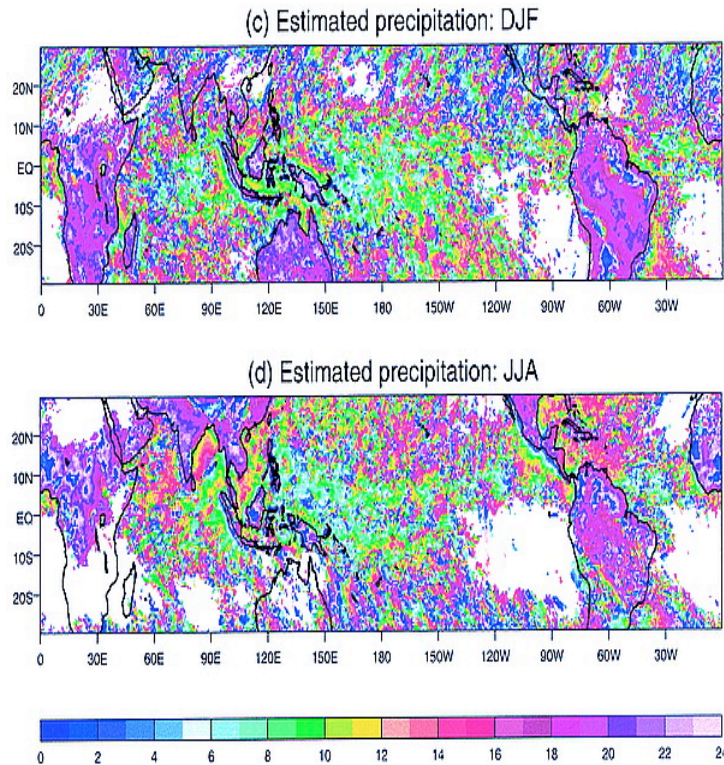 (c) Estimated precipitation: DJF
20N
10N
EQ
10S
20S
0 30E 60E 90E 120E 150E 180 150W 120W 90W 60W 30W
(d) Estimated precipitation: JJA
20N
10N
EQ
10S
20S
0 30E 60E 90E 120E 150E 180 150W 120W 90W 60W 30W
0 2 4 6 8 10 12 14 16 18 20 22 24